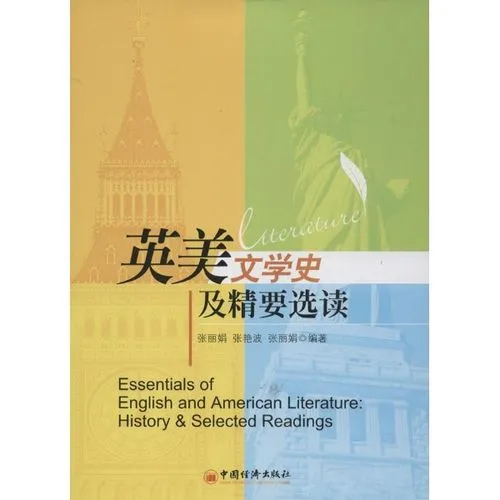 Literature
英美文学史
及精要选读
张丽娟 张艳波 张丽娟◎编著
Essentials of
English and American Literature:
History & Selected Readings
中国经济出版社